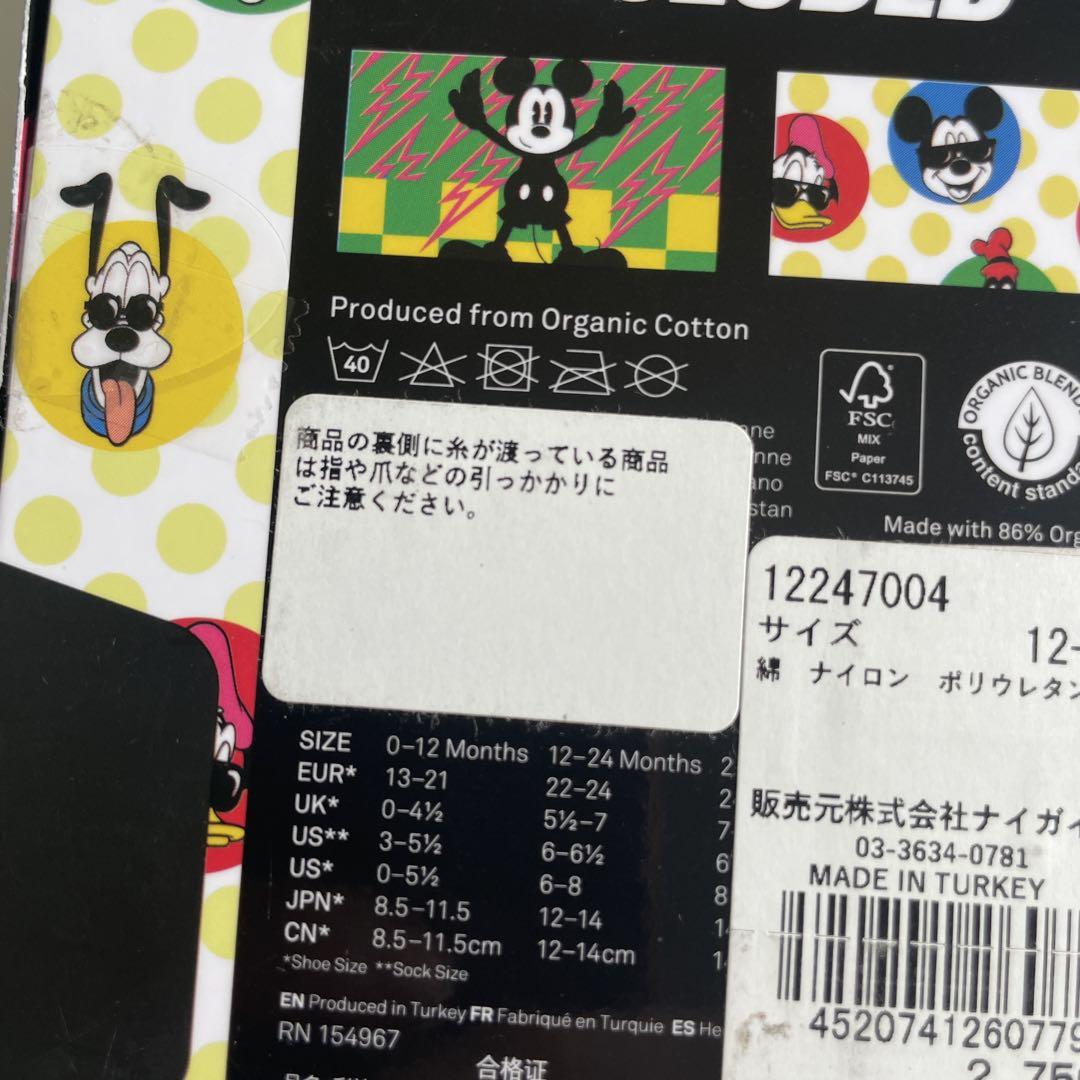 Produced from Organic Cotton
40
FSC
MIX
Paper
FSC® C113745
ORGANIC BLENDED
content standard
Made with 86%
商品の裏側に糸が渡っている商品
は指や爪などの引っかかりに
ご注意ください。
12247004
サイズ 12-
綿 ナイロン ポリウレタン
販売元株式会社ナイガイ
03-3634-0781
MADE IN TURKEY
4520741260779
SIZE 0-12 Months 12-24 Months
EUR* 13-21 22-24
UK* 0-4½ 5½-7
US** 3-5½ 6-6½
US* 0-5½ 6-8
JPN* 8.5-11.5 12-14
CN* 8.5-11.5cm 12-14cm
*Shoe Size **Sock Size
EN Produced in Turkey FR Fabriqué en Turquie ES
RN 154967
合格证